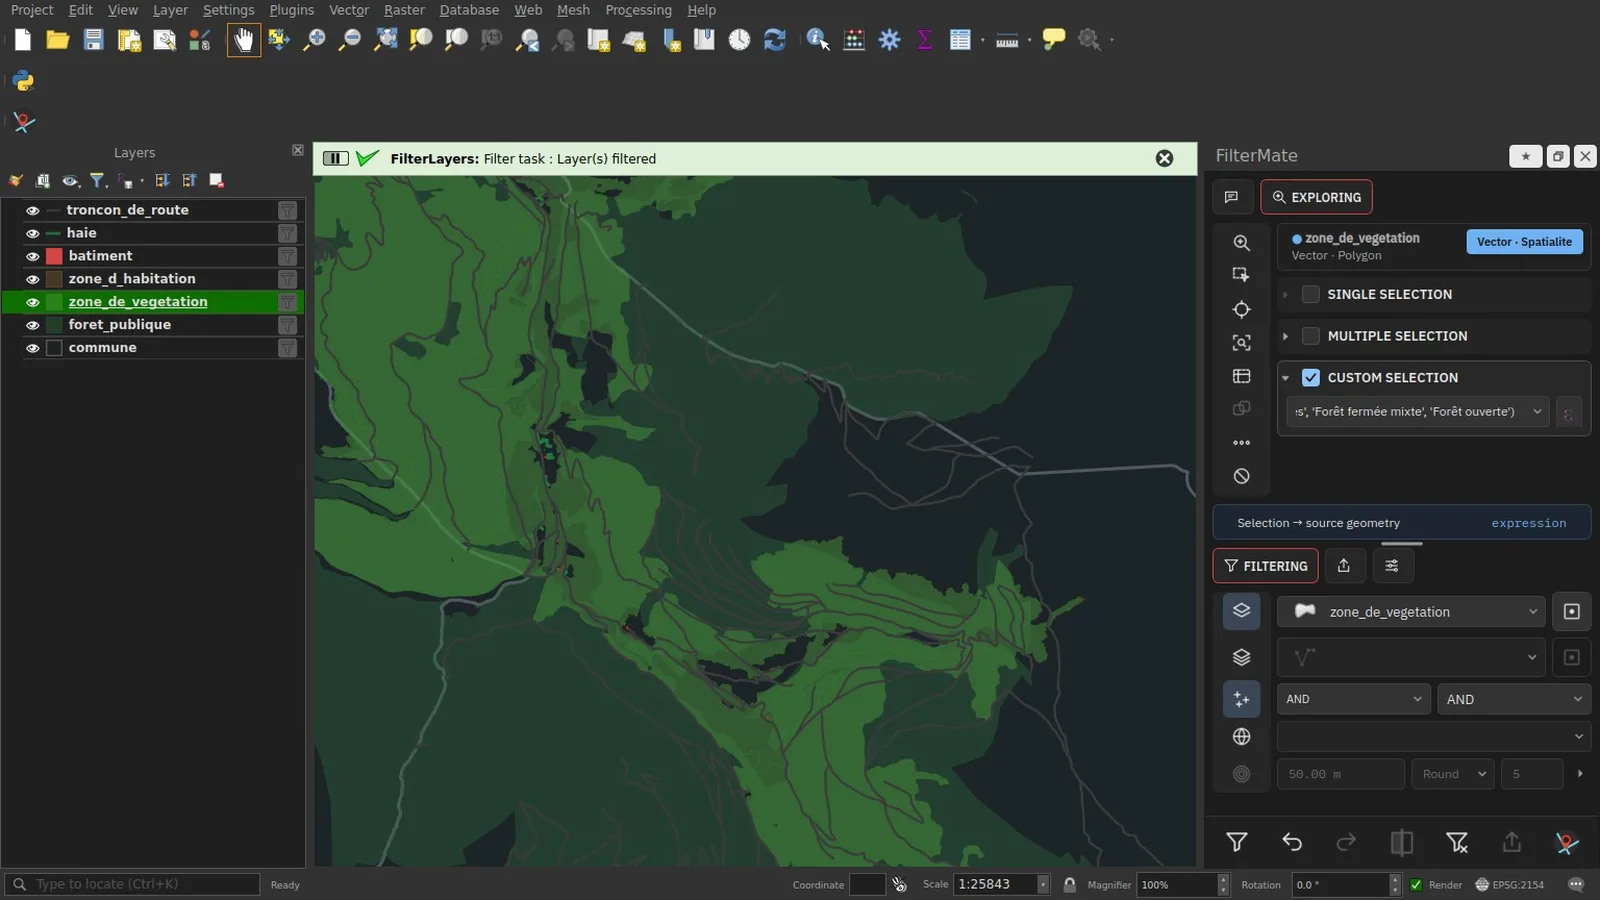 Project Edit View Layer Settings Plugins Vector Raster Database Web Mesh Processing Help
Layers
FilterLayers: Filter task : Layer(s) filtered
troncon_de_route
haie
batiment
zone_d_habitation
zone_de_vegetation
foret_publique
commune
FilterMate
EXPLORING
zone_de_vegetation
Vector · Polygon
Vector · Spatialite
SINGLE SELECTION
MULTIPLE SELECTION
CUSTOM SELECTION
s', 'Forêt fermée mixte', 'Forêt ouverte')
ε
Selection → source geometry expression
FILTERING
zone_de_vegetation
AND AND
50.00 m Round 5
Type to locate (Ctrl+K) Ready Coordinate Scale 1:25843 Magnifier 100% Rotation 0.0 ° Render EPSG:2154